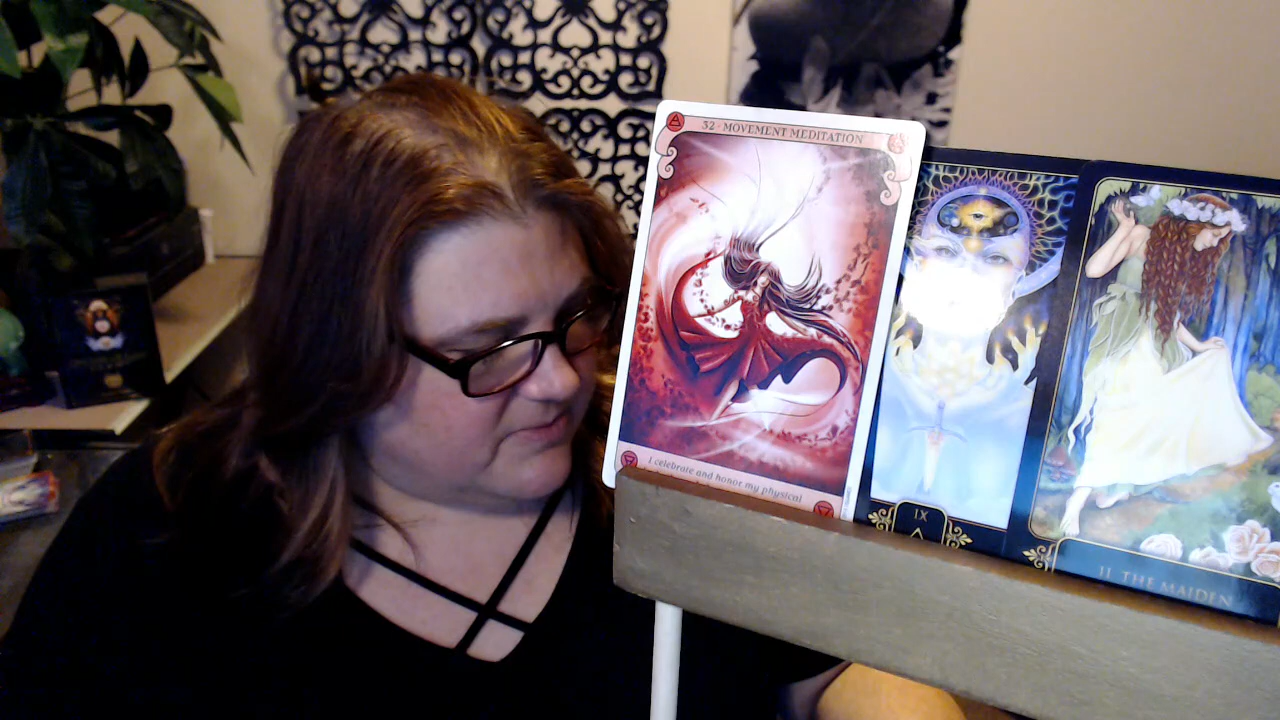 32 - MOVEMENT MEDITATION
I celebrate and honor my physical
IX
II THE MAIDEN